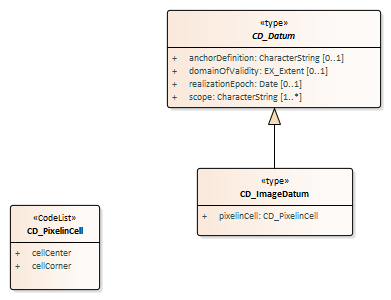 «type»
CD_Datum
+ anchorDefinition: CharacterString [0..1]
+ domainOfValidity: EX_Extent [0..1]
+ realizationEpoch: Date [0..1]
+ scope: CharacterString [1..*]
«type»
CD_ImageDatum
+ pixelinCell: CD_PixelinCell
«CodeList»
CD_PixelinCell
+ cellCenter
+ cellCorner